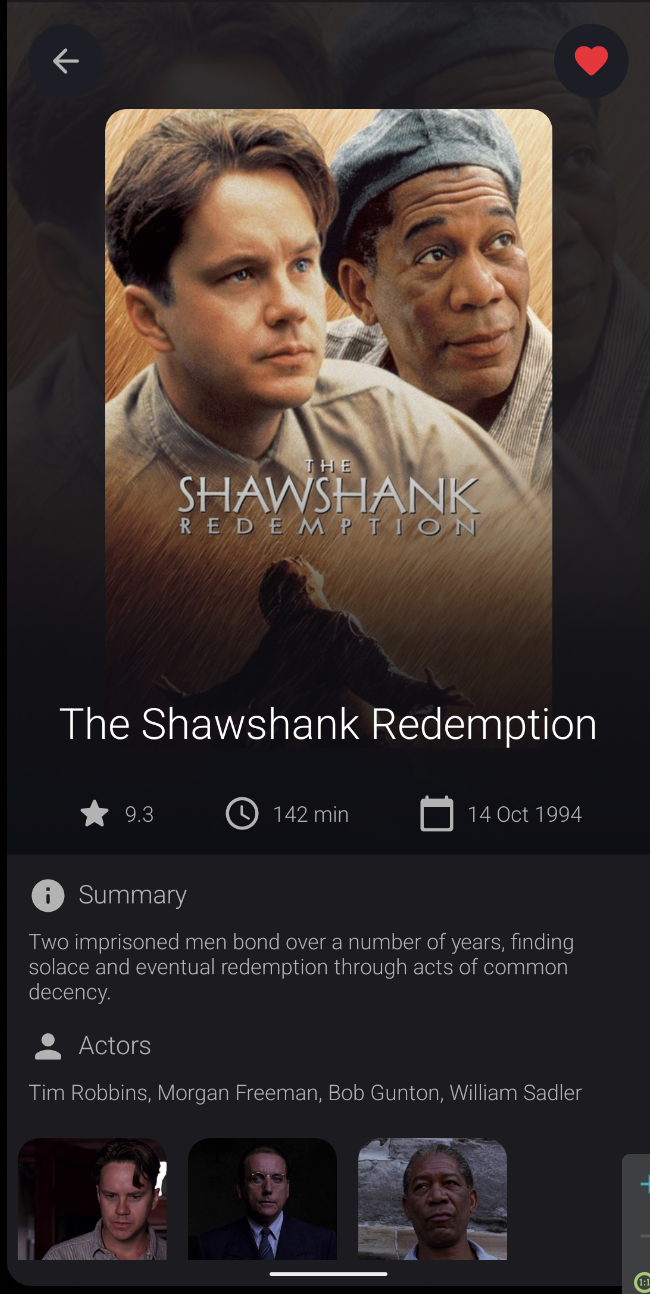 THE
SHAWSHANK
REDEMPTION
The Shawshank Redemption
9.3 142 min 14 Oct 1994
Summary
Two imprisoned men bond over a number of years, finding
solace and eventual redemption through acts of common
decency.
Actors
Tim Robbins, Morgan Freeman, Bob Gunton, William Sadler